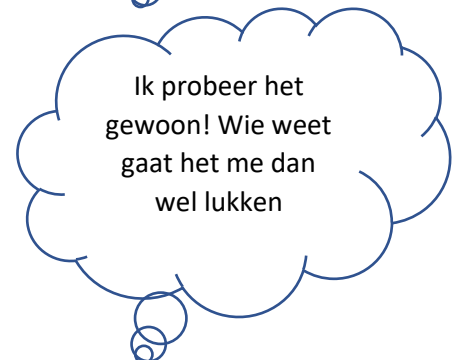 Ik probeer het
gewoon! Wie weet
gaat het me dan
wel lukken